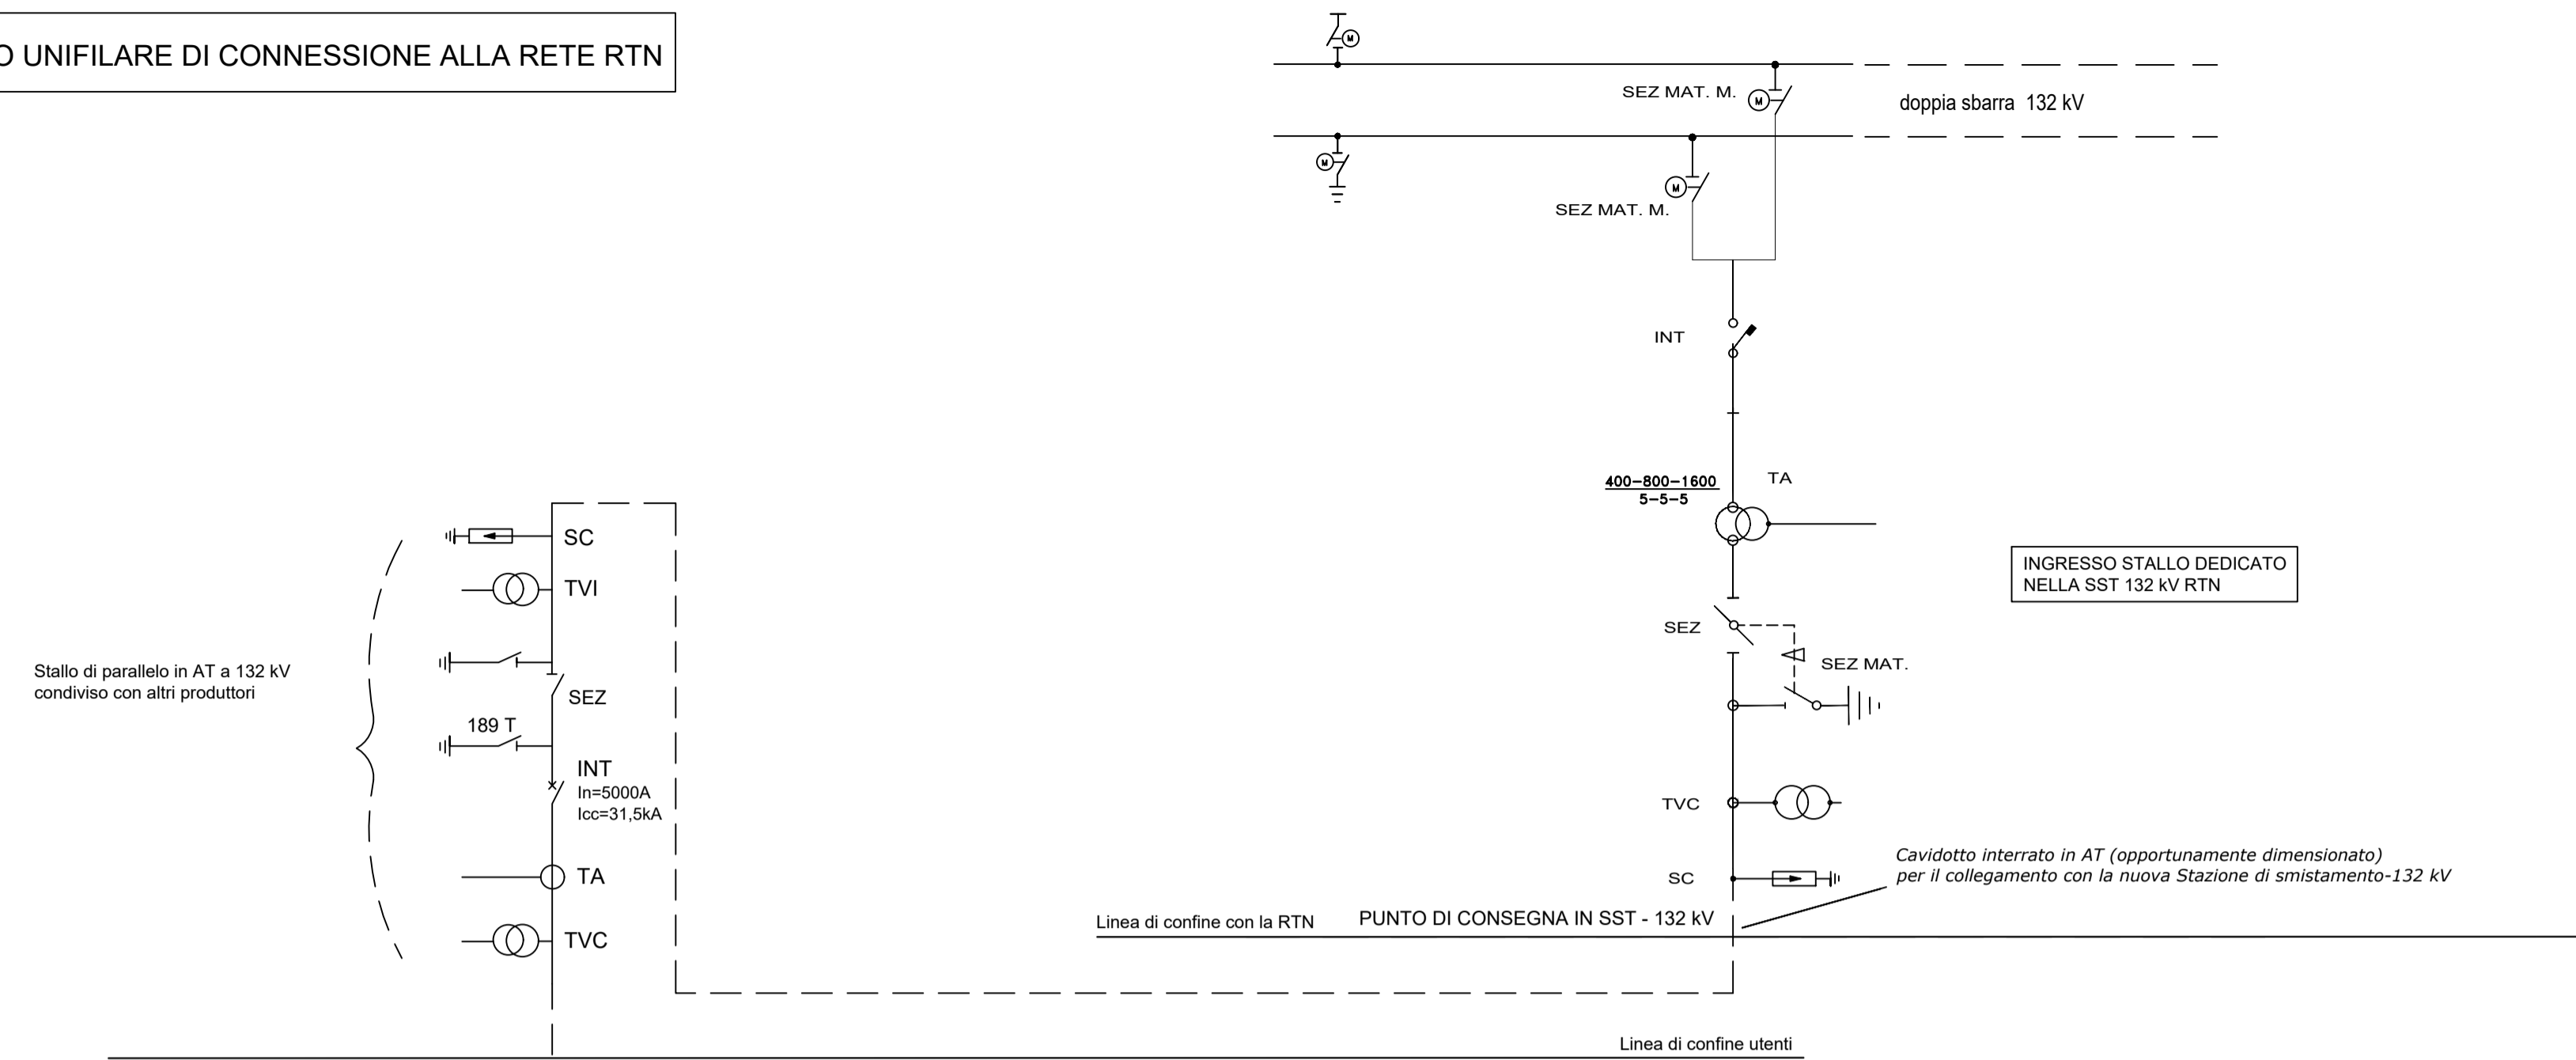 O UNIFILARE DI CONNESSIONE ALLA RETE RTN
M
SEZ MAT. M.
M
doppia sbarra 132 kV
M
M
SEZ MAT. M.
INT
400-800-1600
5-5-5
TA
INGRESSO STALLO DEDICATO
NELLA SST 132 kV RTN
SEZ
SEZ MAT.
TVC
SC
Cavidotto interrato in AT (opportunamente dimensionato)
per il collegamento con la nuova Stazione di smistamento-132 kV
Linea di confine con la RTN
PUNTO DI CONSEGNA IN SST - 132 kV
SC
TVI
Stallo di parallelo in AT a 132 kV
condiviso con altri produttori
SEZ
189 T
INT
In=5000A
Icc=31,5kA
TA
TVC
Linea di confine utenti